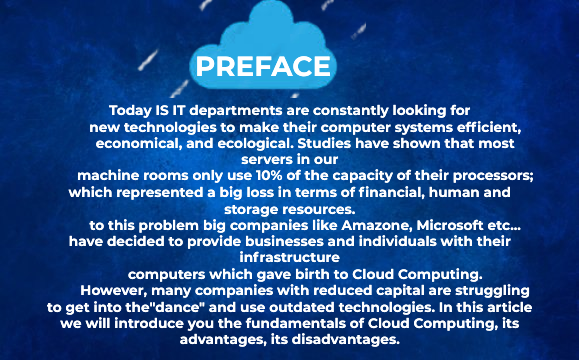 PREFACE
Today IS IT departments are constantly looking for
new technologies to make their computer systems efficient,
economical, and ecological. Studies have shown that most
servers in our
machine rooms only use 10% of the capacity of their processors;
which represented a big loss in terms of financial, human and
storage resources.
to this problem big companies like Amazone, Microsoft etc...
have decided to provide businesses and individuals with their
infrastructure
computers which gave birth to Cloud Computing.
However, many companies with reduced capital are struggling
to get into the"dance" and use outdated technologies. In this article
we will introduce you the fundamentals of Cloud Computing, its
advantages, its disadvantages.